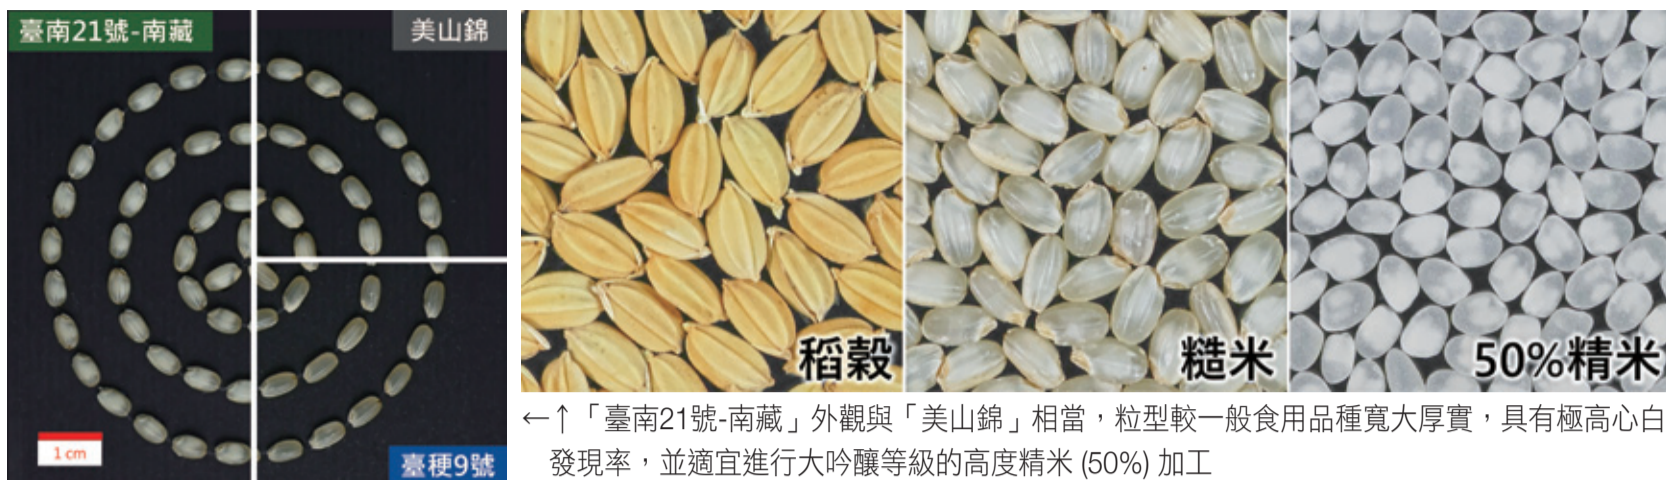 臺南21號-南藏
美山錦
1 cm
臺稉9號
稻穀
糙米
50%精米
←↑「臺南21號-南藏」外觀與「美山錦」相當，粒型較一般食用品種寬大厚實，具有極高心白
發現率，並適宜進行大吟釀等級的高度精米 (50%) 加工